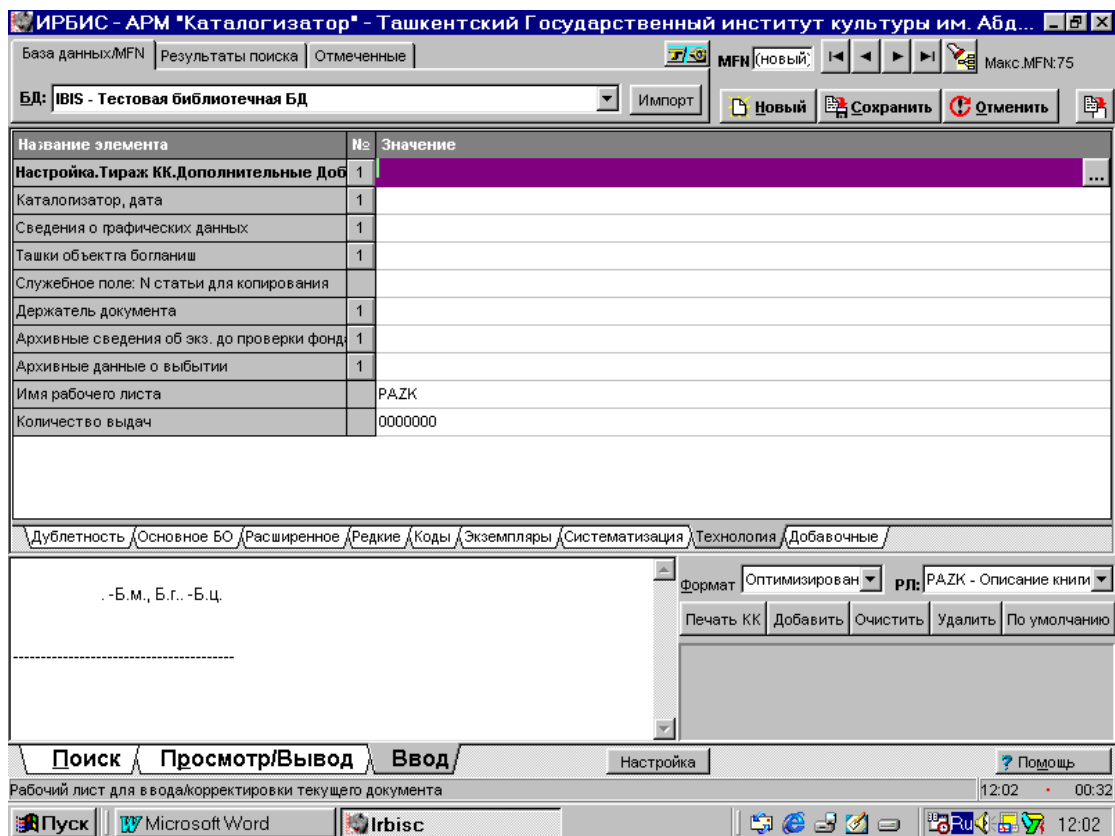 ИРБИС - АРМ "Каталогизатор" - Ташкентский Государственный институт культуры им. Абд...
База данных/MFN Результаты поиска Отмеченные MFN (новый) Макс.MFN:75
БД: IBIS - Тестовая библиотечная БД Импорт Новый Сохранить Отменить
Название элемента № Значение
Настройка.Тираж КК.Дополнительные Доб 1 ...
Каталогизатор, дата 1
Сведения о графических данных 1
Ташки объектга богланиш 1
Служебное поле: N статьи для копирования
Держатель документа 1
Архивные сведения об экз. до проверки фонда 1
Архивные данные о выбытии 1
Имя рабочего листа PAZK
Количество выдач 0000000
Дублетность Основное БО Расширенное Редкие Коды Экземпляры Систематизация Технология Добавочные
Формат Оптимизирован РЛ: PAZK - Описание книги
. -Б.м., Б.г.. -Б.ц.
Печать КК Добавить Очистить Удалить По умолчанию
----------------------------------------
Поиск Просмотр/Вывод Ввод Настройка ? Помощь
Рабочий лист для ввода/корректировки текущего документа 12:02 00:32
Пуск Microsoft Word Irbisc Ru 12:02